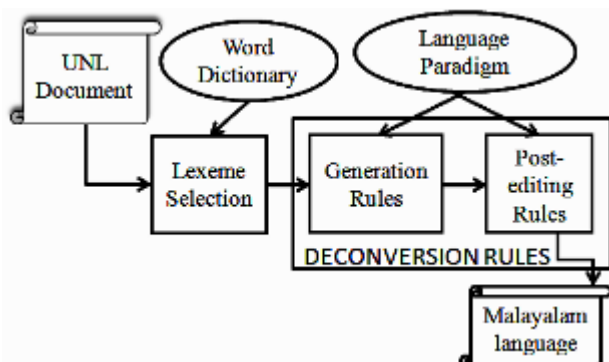 UNL
Document
Word
Dictionary
Language
Paradigm
Lexeme
Selection
Generation
Rules
Post-
editing
Rules
DECONVERSION RULES
Malayalam
language